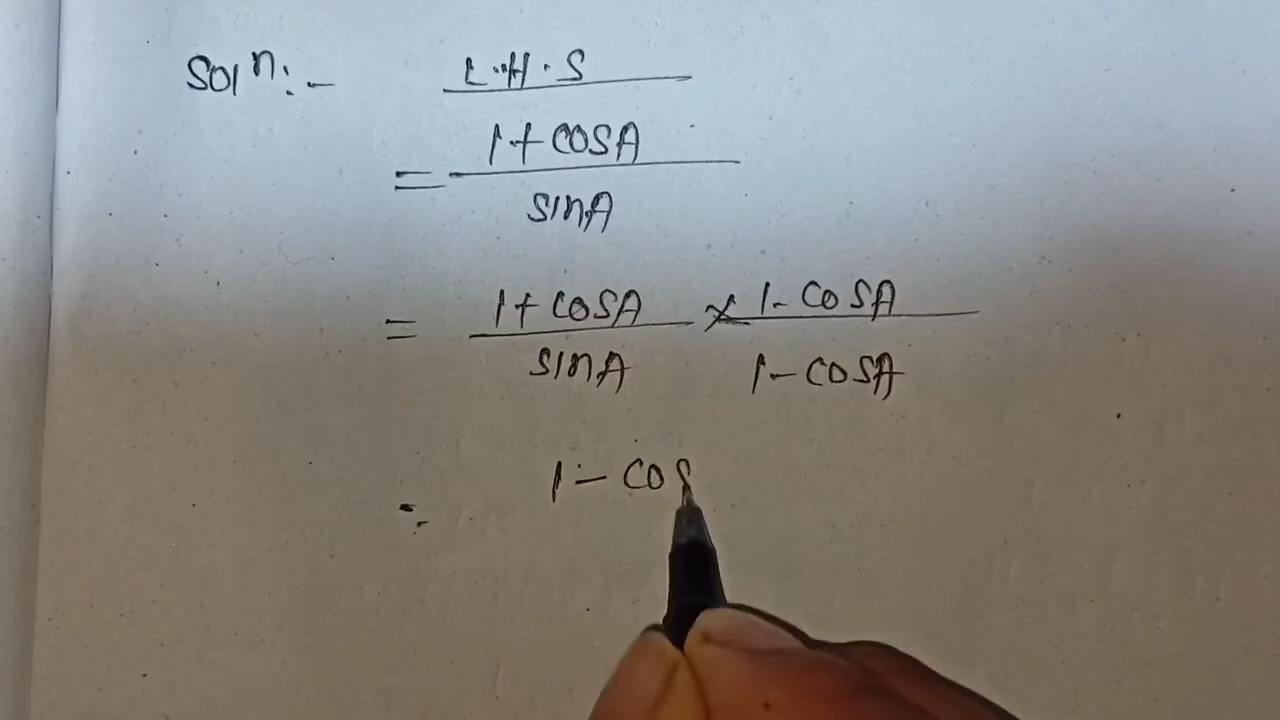 Solⁿ:- L.H.S
= 1+cosA / sinA
= 1+cosA / sinA × 1-cosA / 1-cosA
1-cos